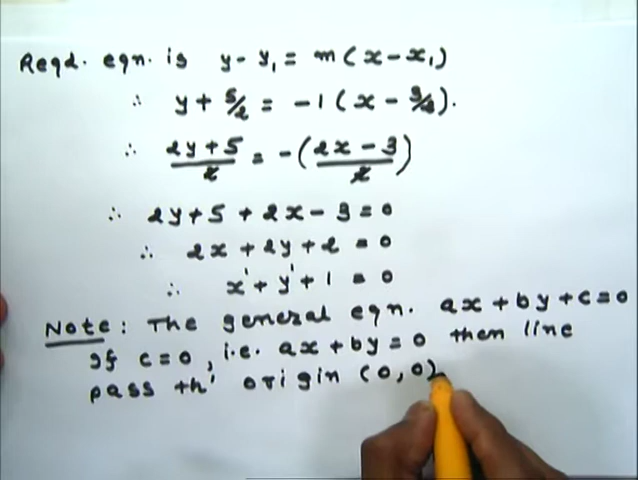 Reqd. eqn. is y - y₁ = m (x - x₁)
∴ y + 5/2 = -1 (x - 3/2).
∴ 2y + 5/2 = - (2x - 3/2)
∴ 2y + 5 + 2x - 3 = 0
∴ 2x + 2y + 2 = 0
∴ x + y + 1 = 0
Note: The general eqn. ax + by + c = 0
If c = 0, i.e. ax + by = 0 then line
pass th' origin (0,0)